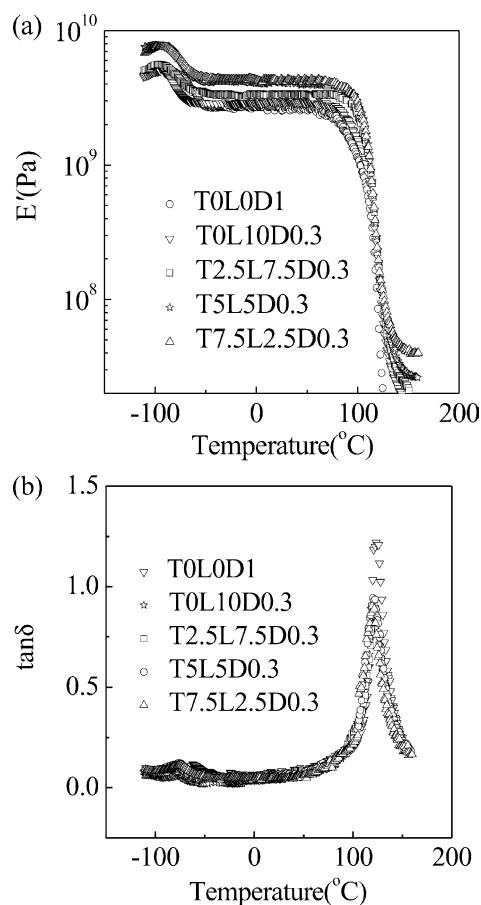 (a)
10^10
10^9
10^8
E′(Pa)
T0L0D1
T0L10D0.3
T2.5L7.5D0.3
T5L5D0.3
T7.5L2.5D0.3
-100 0 100 200
Temperature(°C)
(b)
1.5
1.0
0.5
0.0
tanδ
T0L0D1
T0L10D0.3
T2.5L7.5D0.3
T5L5D0.3
T7.5L2.5D0.3
-100 0 100 200
Temperature(°C)